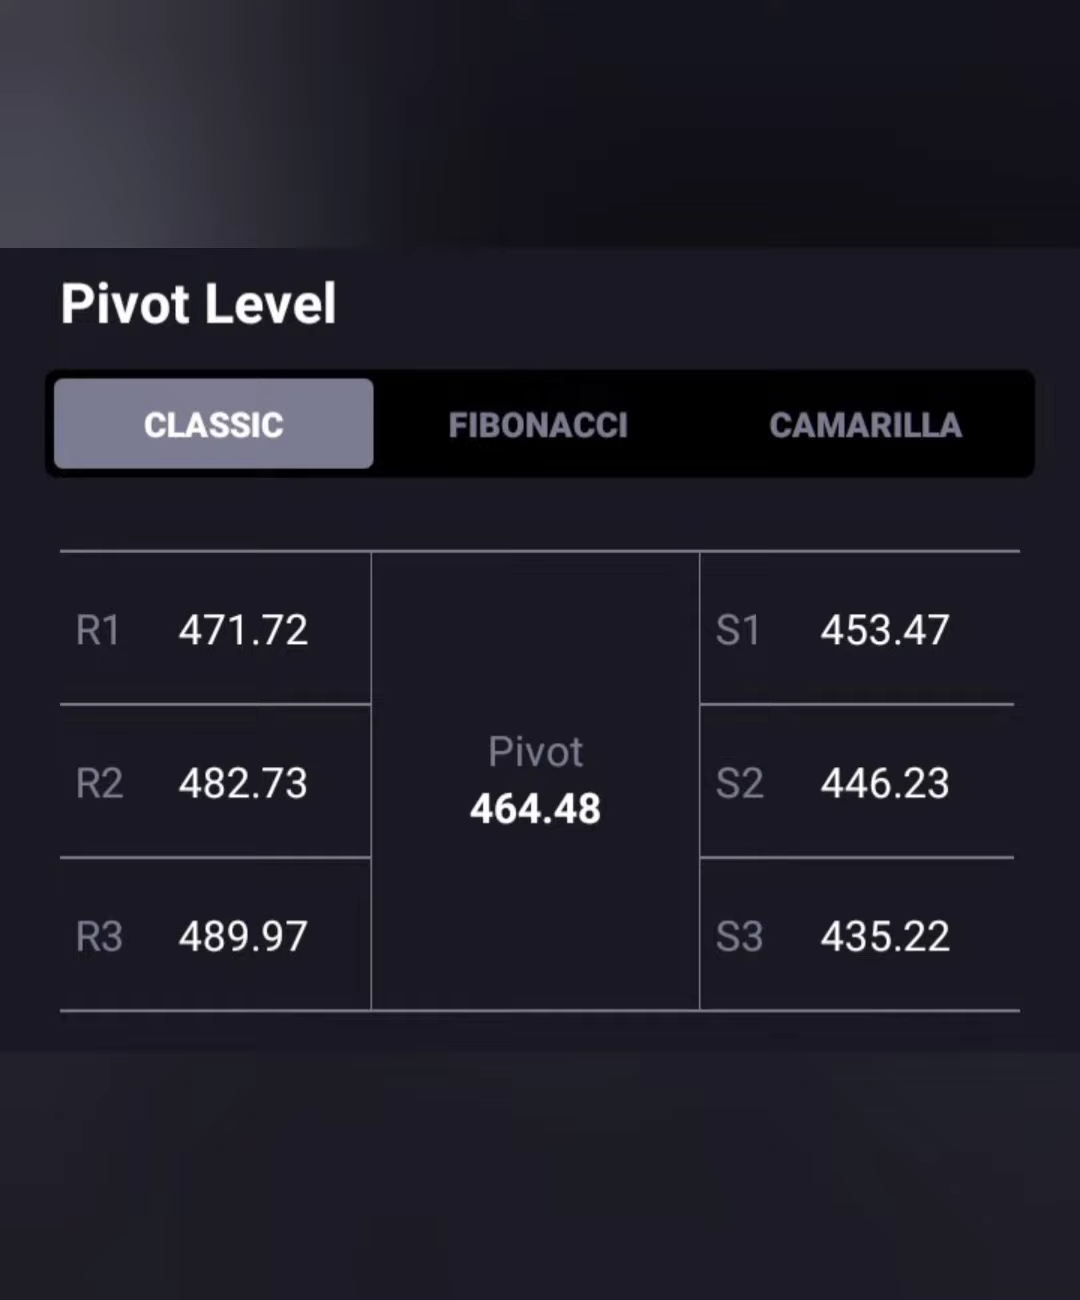 Pivot Level
CLASSIC FIBONACCI CAMARILLA
R1 471.72
R2 482.73
R3 489.97
Pivot
464.48
S1 453.47
S2 446.23
S3 435.22